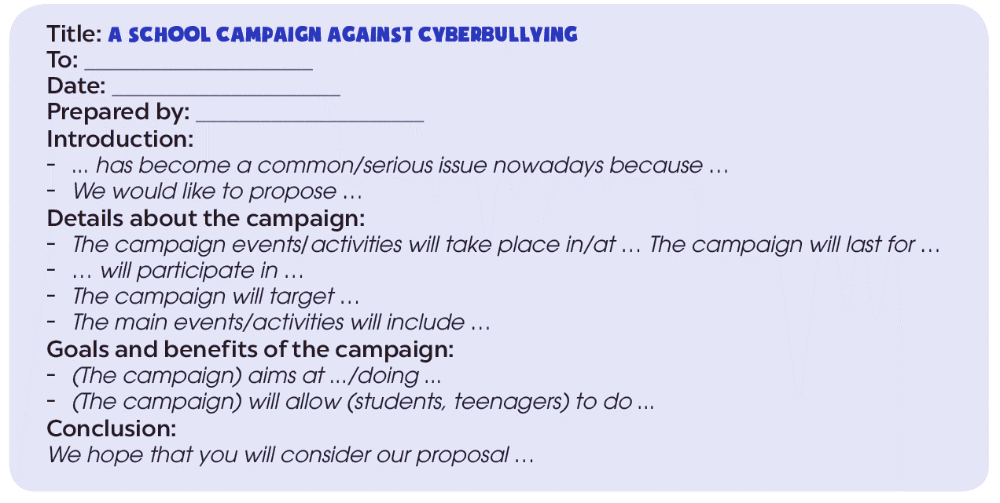 Title: A SCHOOL CAMPAIGN AGAINST CYBERBULLYING
To: ____________________
Date: ____________________
Prepared by: ____________________
Introduction:
- ... has become a common/serious issue nowadays because ...
- We would like to propose ...
Details about the campaign:
- The campaign events/activities will take place in/at ... The campaign will last for ...
- ... will participate in ...
- The campaign will target ...
- The main events/activities will include ...
Goals and benefits of the campaign:
- (The campaign) aims at .../doing ...
- (The campaign) will allow (students, teenagers) to do ...
Conclusion:
We hope that you will consider our proposal ...